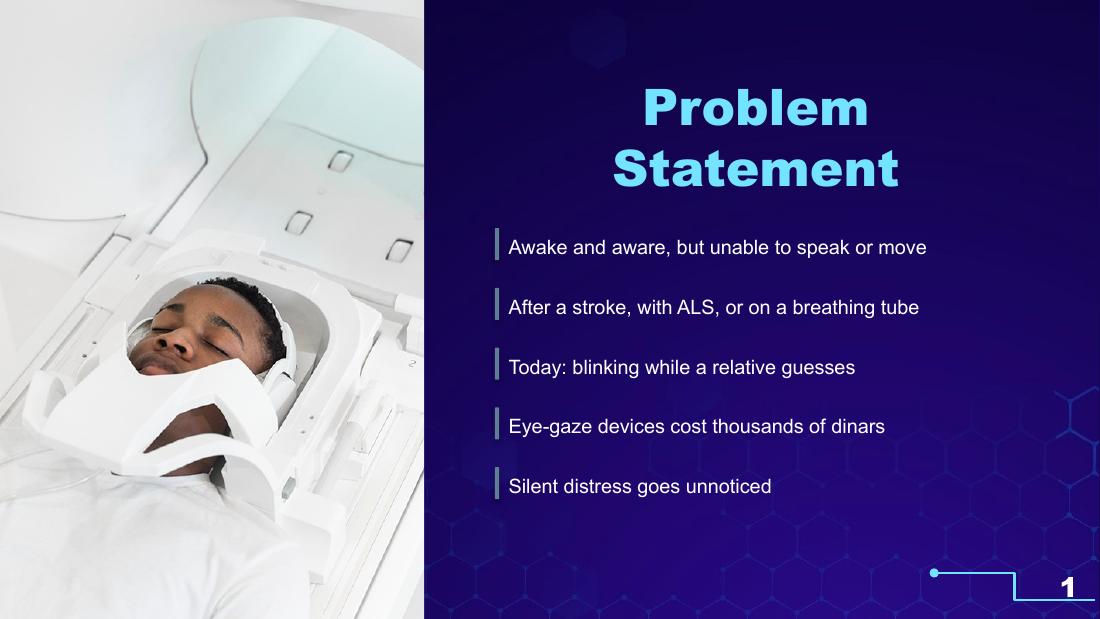 Problem
Statement
Awake and aware, but unable to speak or move
After a stroke, with ALS, or on a breathing tube
Today: blinking while a relative guesses
Eye-gaze devices cost thousands of dinars
Silent distress goes unnoticed
1
2